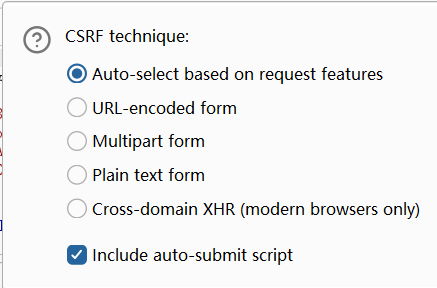 CSRF technique:
Auto-select based on request features
URL-encoded form
Multipart form
Plain text form
Cross-domain XHR (modern browsers only)
Include auto-submit script